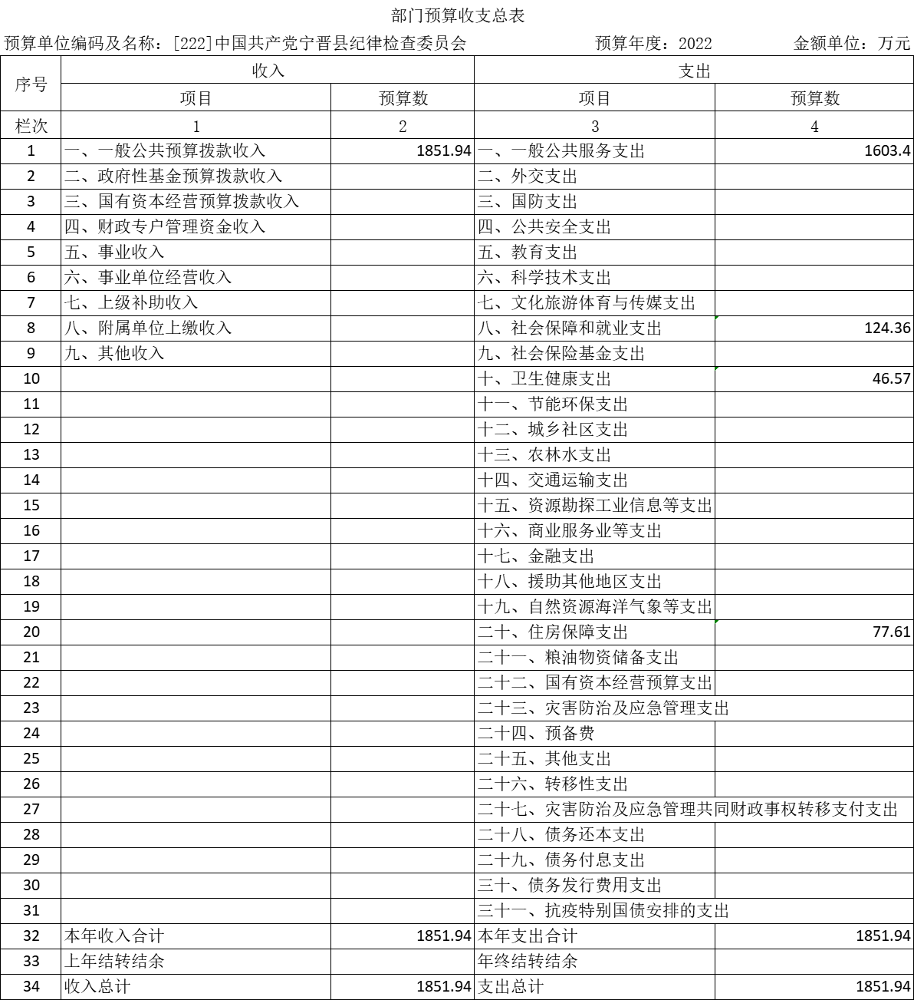 部门预算收支总表
预算单位编码及名称：[222]中国共产党宁晋县纪律检查委员会 预算年度：2022 金额单位：万元
序号 收入 支出
项目 预算数 项目 预算数
栏次 1 2 3 4
1 一、一般公共预算拨款收入 1851.94 一、一般公共服务支出 1603.4
2 二、政府性基金预算拨款收入 二、外交支出
3 三、国有资本经营预算拨款收入 三、国防支出
4 四、财政专户管理资金收入 四、公共安全支出
5 五、事业收入 五、教育支出
6 六、事业单位经营收入 六、科学技术支出
7 七、上级补助收入 七、文化旅游体育与传媒支出
8 八、附属单位上缴收入 八、社会保障和就业支出 124.36
9 九、其他收入 九、社会保险基金支出
10 十、卫生健康支出 46.57
11 十一、节能环保支出
12 十二、城乡社区支出
13 十三、农林水支出
14 十四、交通运输支出
15 十五、资源勘探工业信息等支出
16 十六、商业服务业等支出
17 十七、金融支出
18 十八、援助其他地区支出
19 十九、自然资源海洋气象等支出
20 二十、住房保障支出 77.61
21 二十一、粮油物资储备支出
22 二十二、国有资本经营预算支出
23 二十三、灾害防治及应急管理支出
24 二十四、预备费
25 二十五、其他支出
26 二十六、转移性支出
27 二十七、灾害防治及应急管理共同财政事权转移支付支出
28 二十八、债务还本支出
29 二十九、债务付息支出
30 三十、债务发行费用支出
31 三十一、抗疫特别国债安排的支出
32 本年收入合计 1851.94 本年支出合计 1851.94
33 上年结转结余 年终结转结余
34 收入总计 1851.94 支出总计 1851.94